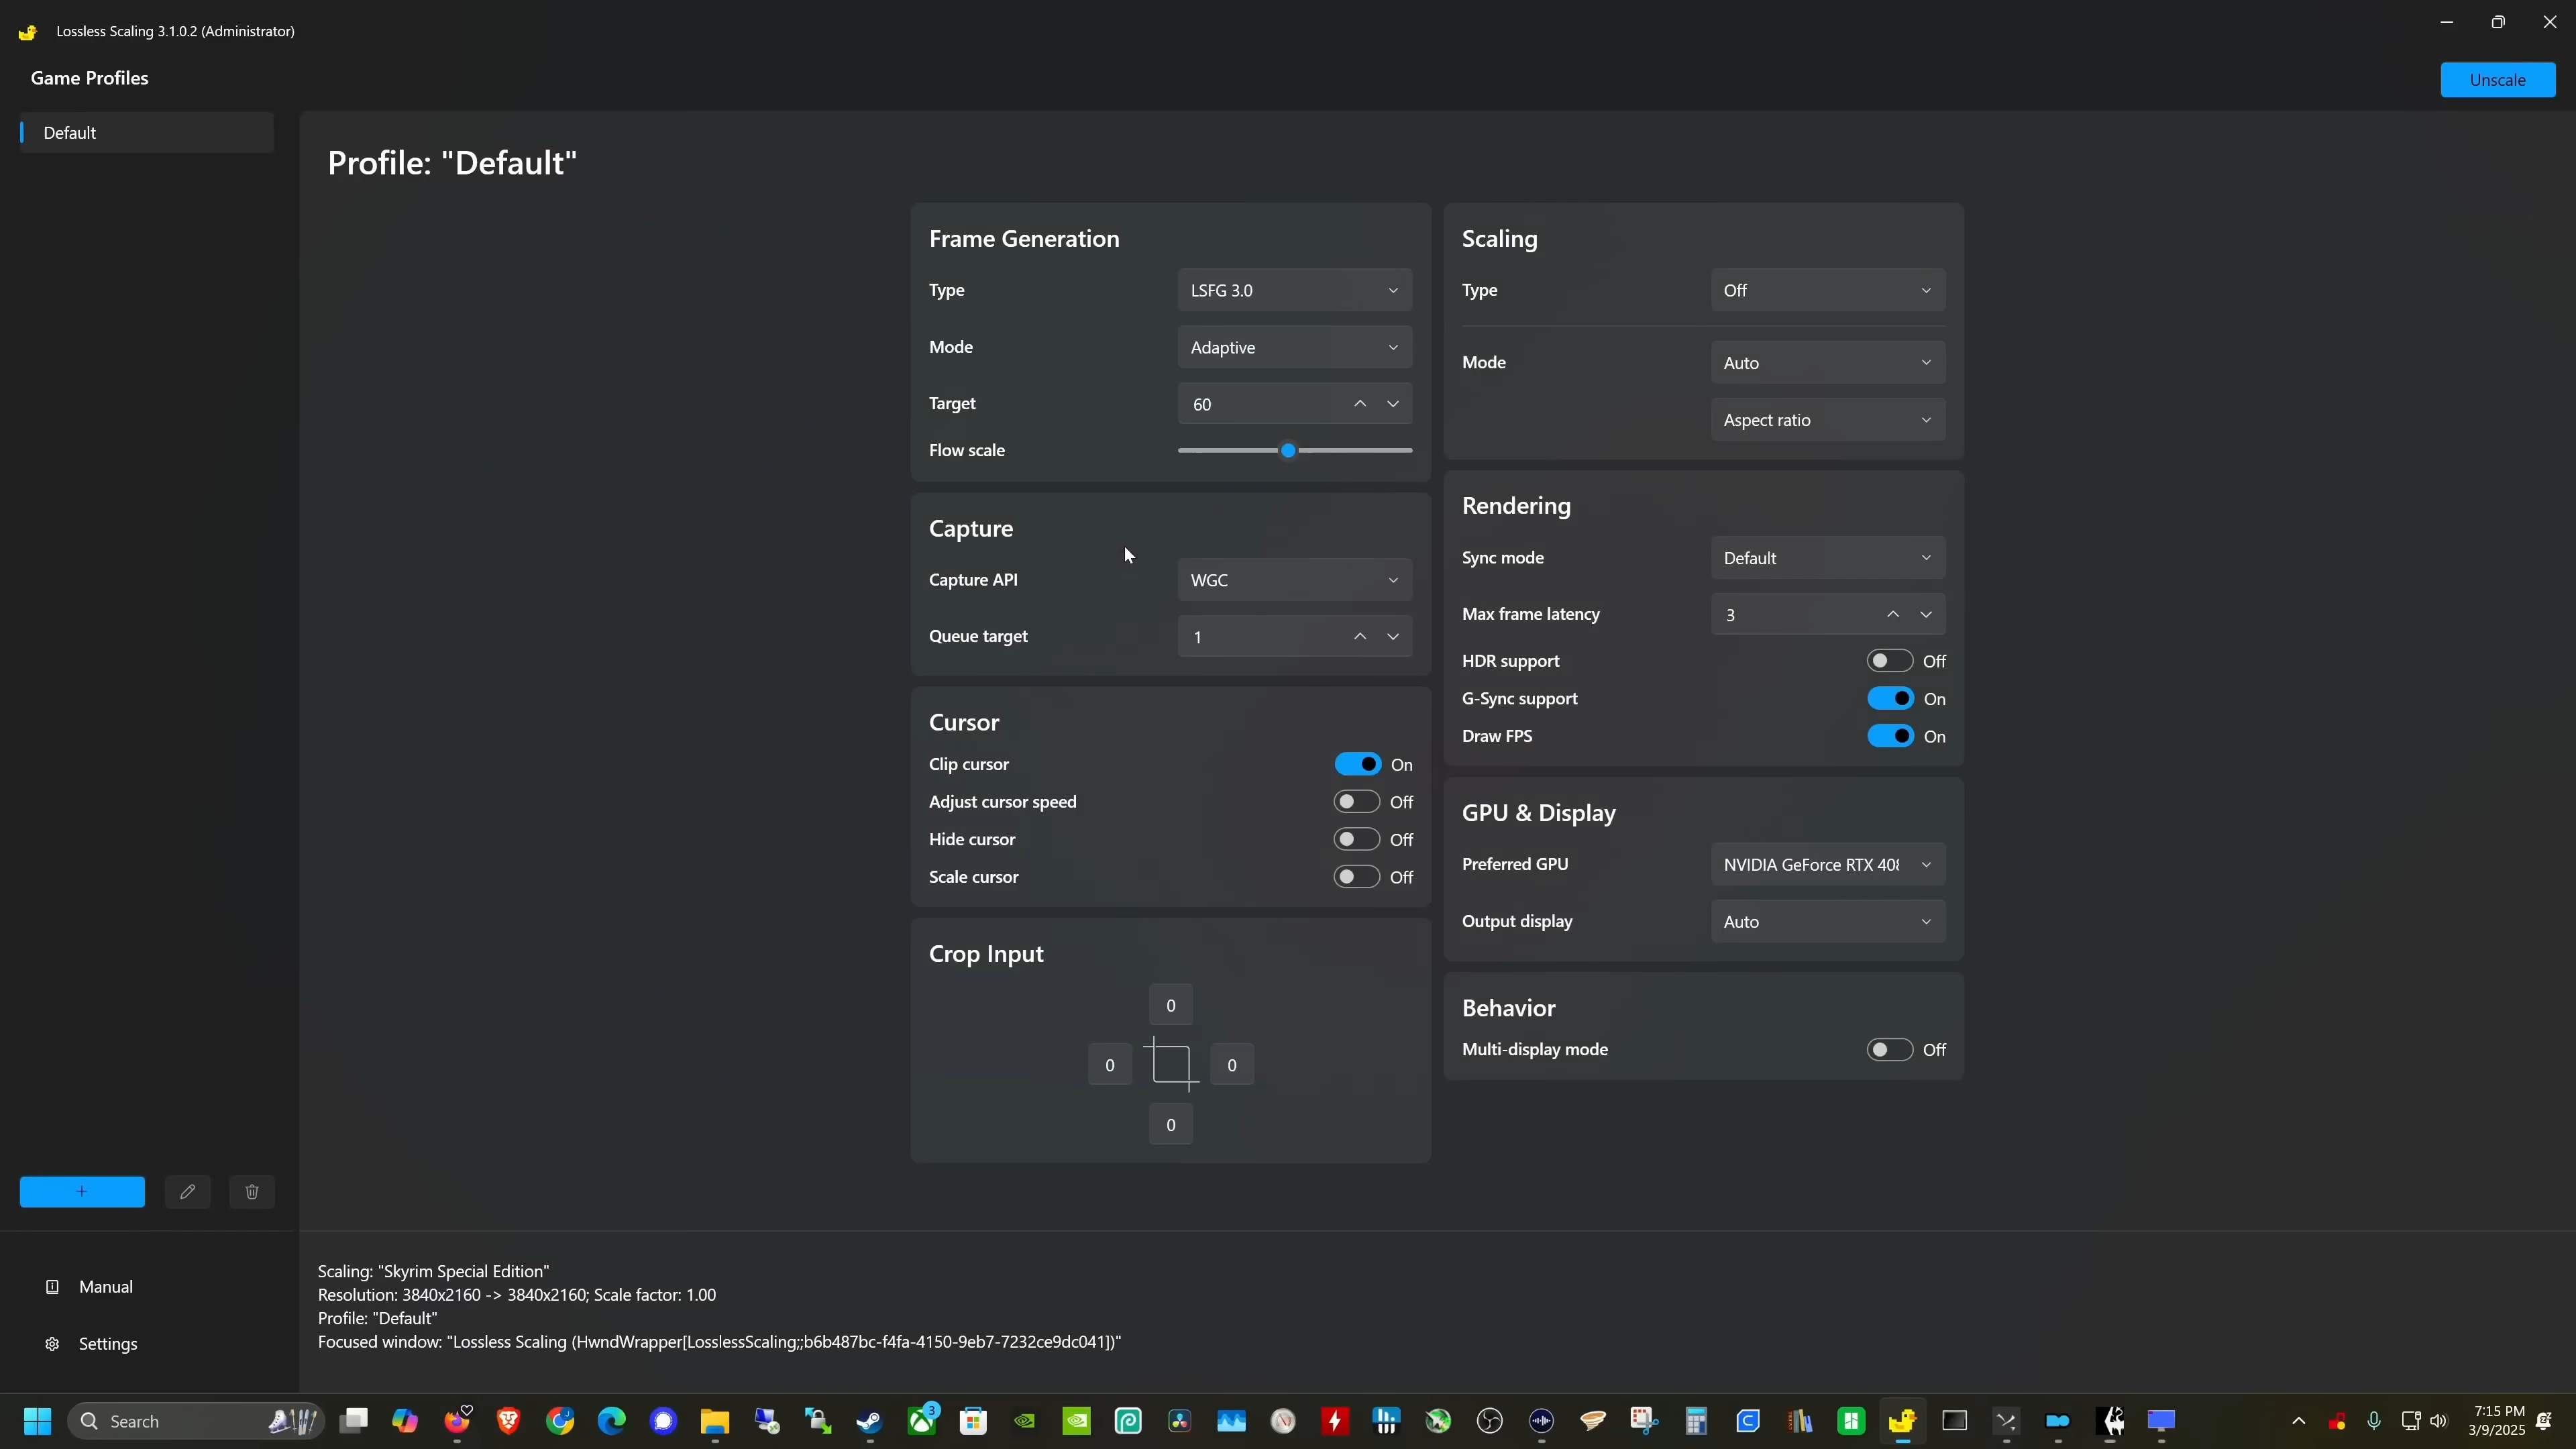 Lossless Scaling 3.1.0.2 (Administrator)
Game Profiles
Unscale
Default
Profile: "Default"
Frame Generation
Type
LSFG 3.0
Mode
Adaptive
Target
60
Flow scale
Capture
Capture API
WGC
Queue target
1
Cursor
Clip cursor
On
Adjust cursor speed
Off
Hide cursor
Off
Scale cursor
Off
Crop Input
0
0
0
0
Scaling
Type
Off
Mode
Auto
Aspect ratio
Rendering
Sync mode
Default
Max frame latency
3
HDR support
Off
G-Sync support
On
Draw FPS
On
GPU & Display
Preferred GPU
NVIDIA GeForce RTX 408
Output display
Auto
Behavior
Multi-display mode
Off
+
Manual
Settings
Scaling: "Skyrim Special Edition"
Resolution: 3840x2160 -> 3840x2160; Scale factor: 1.00
Profile: "Default"
Focused window: "Lossless Scaling (HwndWrapper[LosslessScaling;;b6b487bc-f4fa-4150-9eb7-7232ce9dc041])"
Search
3
7:15 PM
3/9/2025